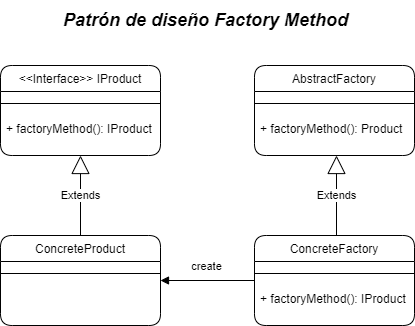 Patrón de diseño Factory Method
<<Interface>> IProduct
+ factoryMethod(): IProduct
AbstractFactory
+ factoryMethod(): Product
Extends
Extends
ConcreteProduct
create
ConcreteFactory
+ factoryMethod(): IProduct